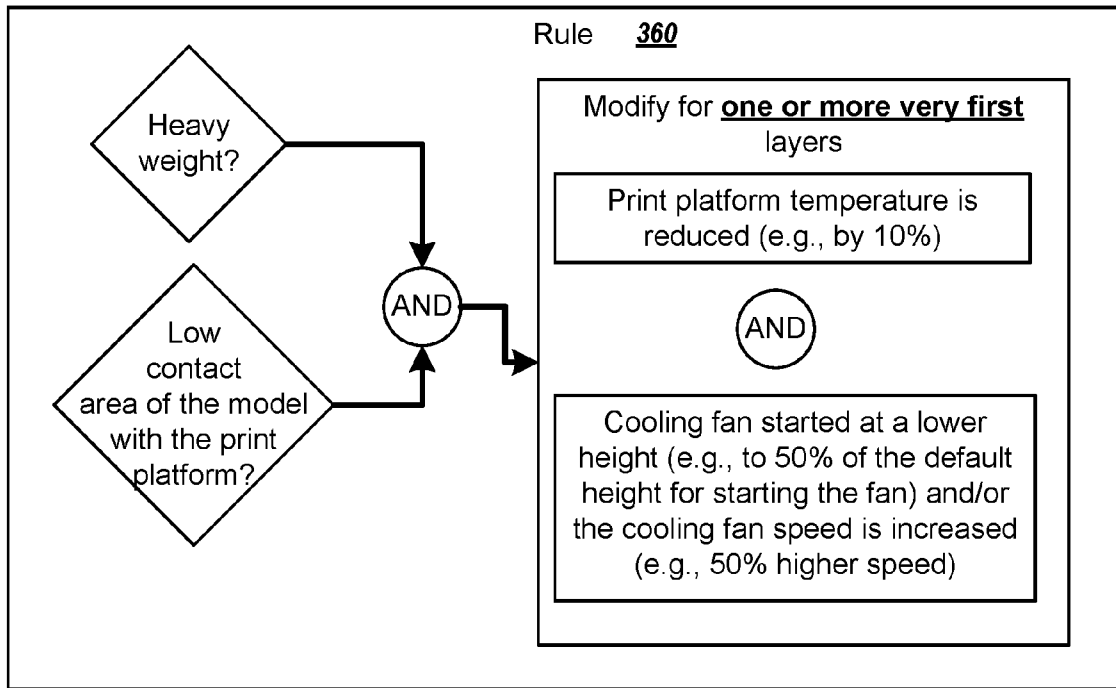 Rule 360
Heavy
weight?
AND
Low
contact
area of the model
with the print
platform?
Modify for one or more very first
layers
Print platform temperature is
reduced (e.g., by 10%)
AND
Cooling fan started at a lower
height (e.g., to 50% of the default
height for starting the fan) and/or
the cooling fan speed is increased
(e.g., 50% higher speed)